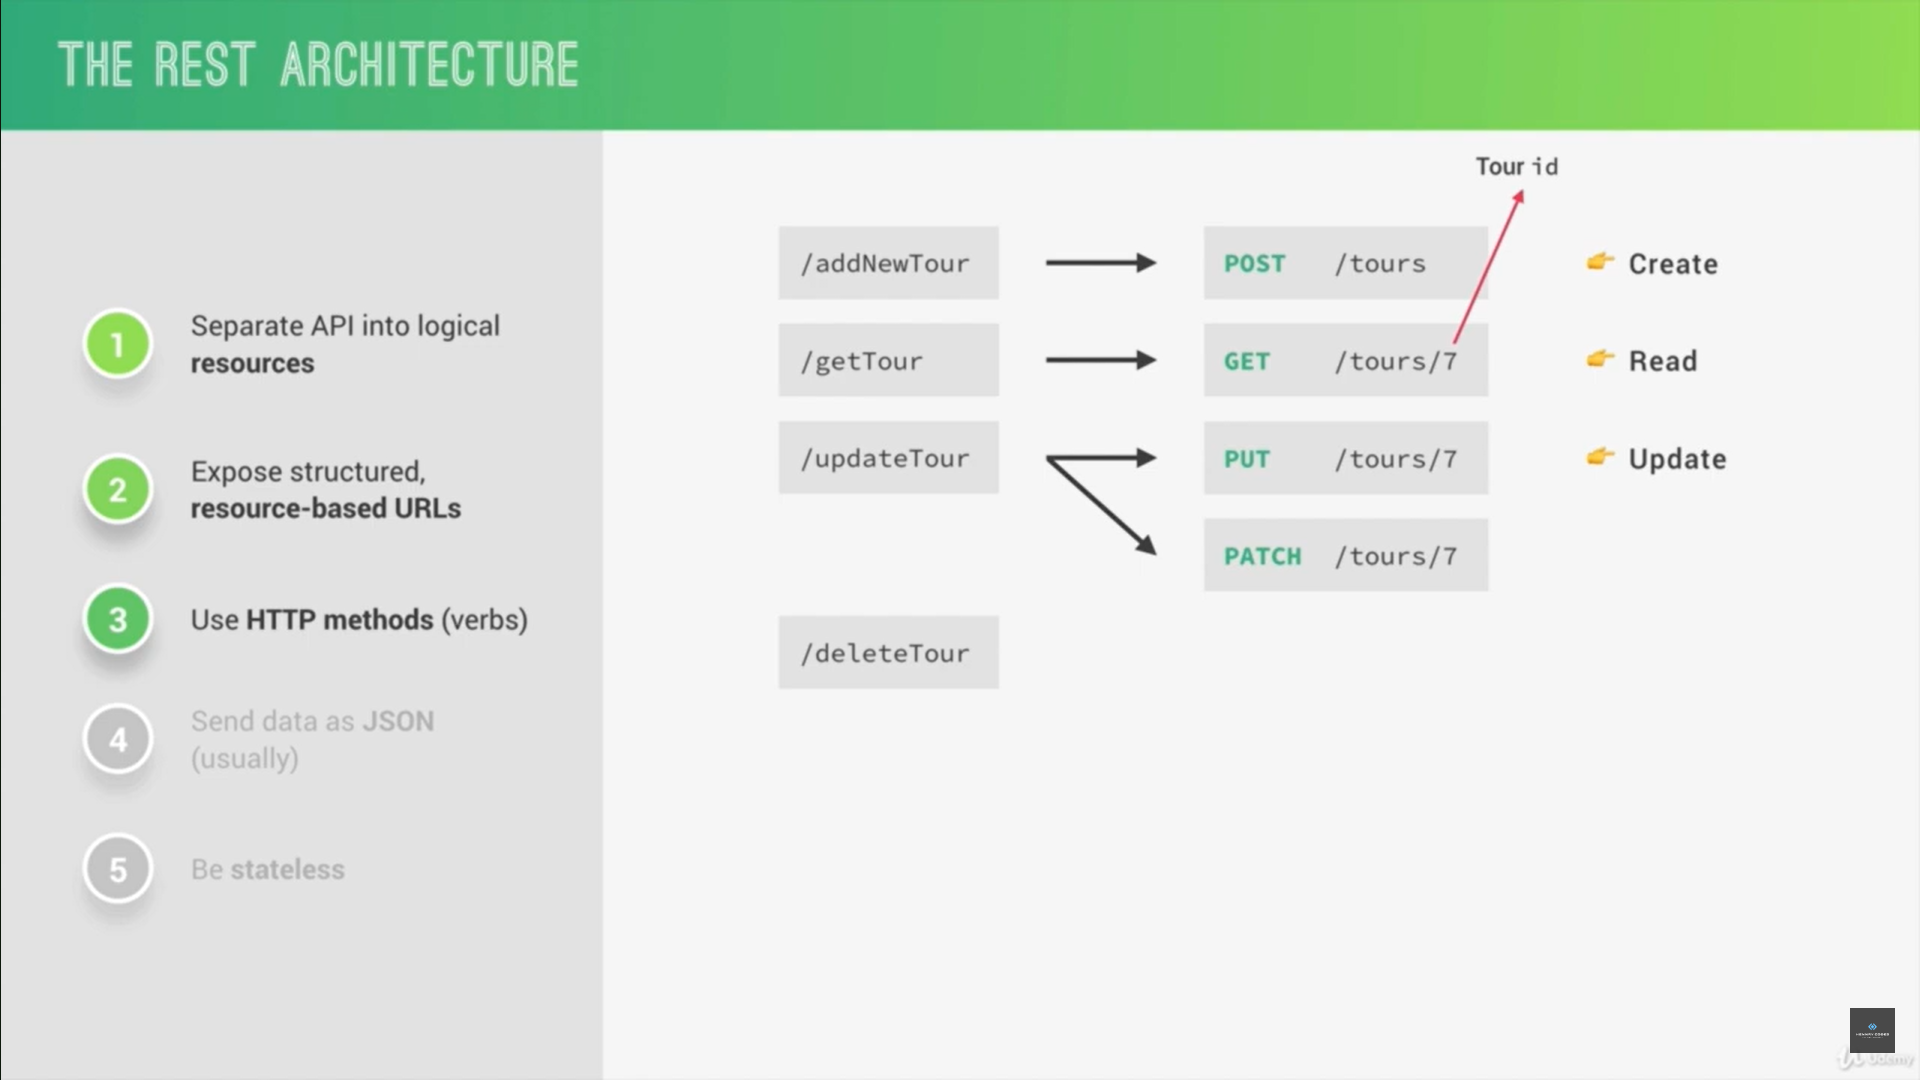 THE REST ARCHITECTURE
1
Separate API into logical
resources
2
Expose structured,
resource-based URLs
3
Use HTTP methods (verbs)
4
Send data as JSON
(usually)
5
Be stateless
Tour id
/addNewTour
POST /tours
Create
/getTour
GET /tours/7
Read
/updateTour
PUT /tours/7
Update
PATCH /tours/7
/deleteTour
Udemy